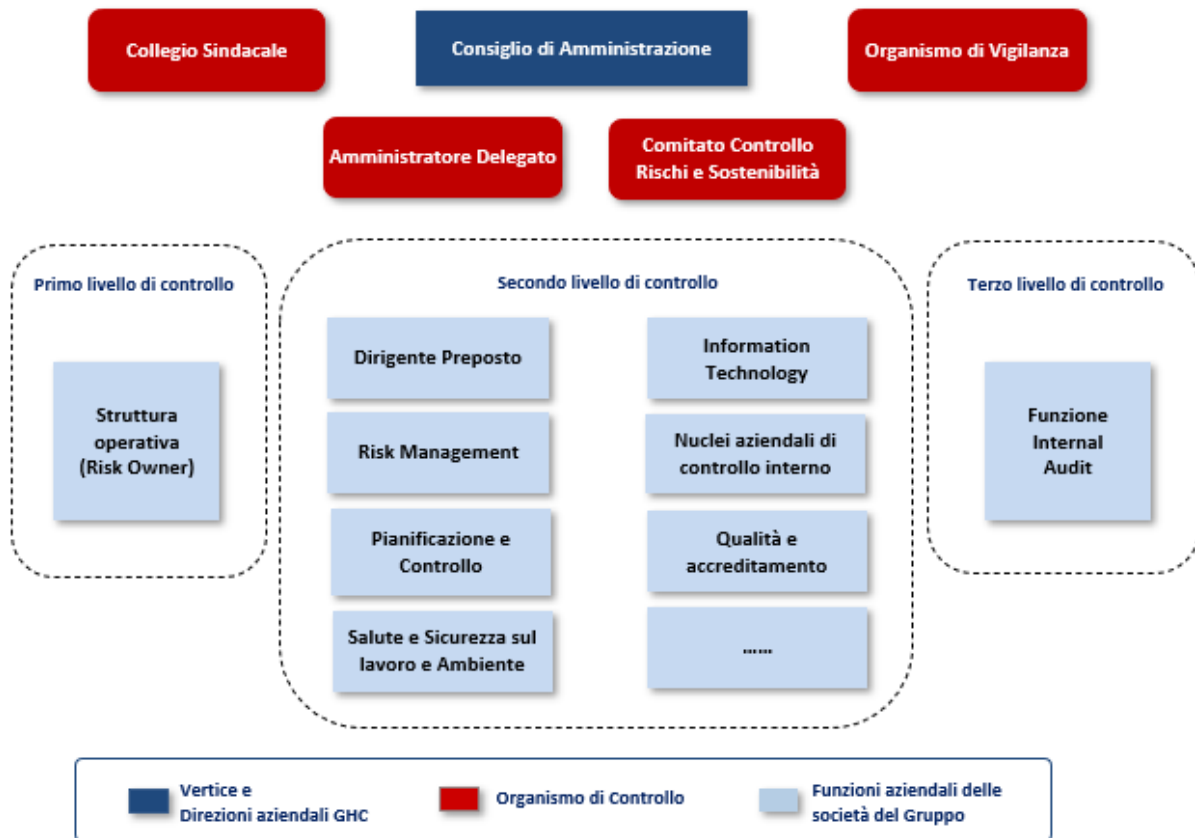 Collegio Sindacale
Consiglio di Amministrazione
Organismo di Vigilanza
Amministratore Delegato
Comitato Controllo
Rischi e Sostenibilità
Primo livello di controllo
Struttura
operativa
(Risk Owner)
Secondo livello di controllo
Dirigente Preposto
Information
Technology
Risk Management
Nuclei aziendali di
controllo interno
Pianificazione e
Controllo
Qualità e
accreditamento
Salute e Sicurezza sul
lavoro e Ambiente
......
Terzo livello di controllo
Funzione
Internal
Audit
Vertice e
Direzioni aziendali GHC
Organismo di Controllo
Funzioni aziendali delle
società del Gruppo